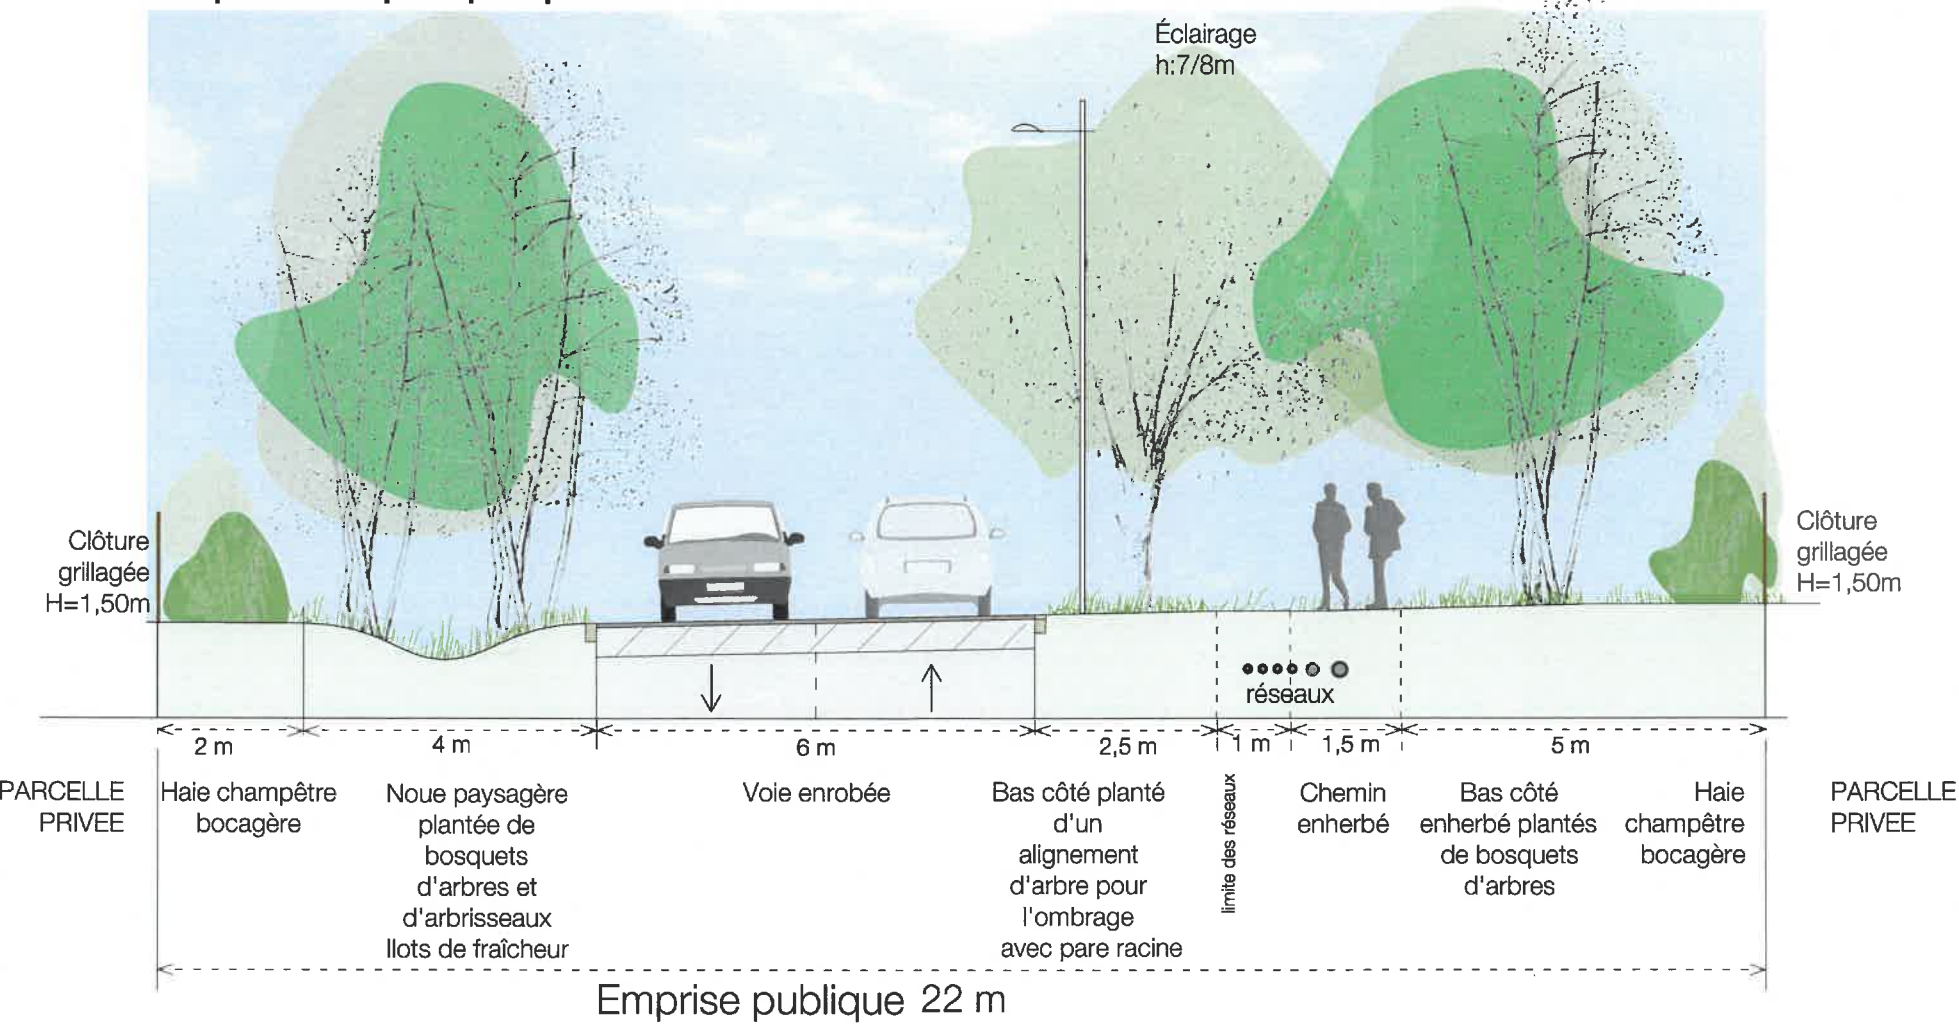 Éclairage
h:7/8m
Clôture
grillagée
H=1,50m
Clôture
grillagée
H=1,50m
réseaux
2 m
4 m
6 m
2,5 m
1 m
1,5 m
5 m
PARCELLE
PRIVEE
Haie champêtre
bocagère
Noue paysagère
plantée de
bosquets
d'arbres et
d'arbrisseaux
Ilots de fraîcheur
Voie enrobée
Bas côté planté
d'un
alignement
d'arbre pour
l'ombrage
avec pare racine
limite des réseaux
Chemin
enherbé
Bas côté
enherbé plantés
de bosquets
d'arbres
Haie
champêtre
bocagère
PARCELLE
PRIVEE
Emprise publique 22 m